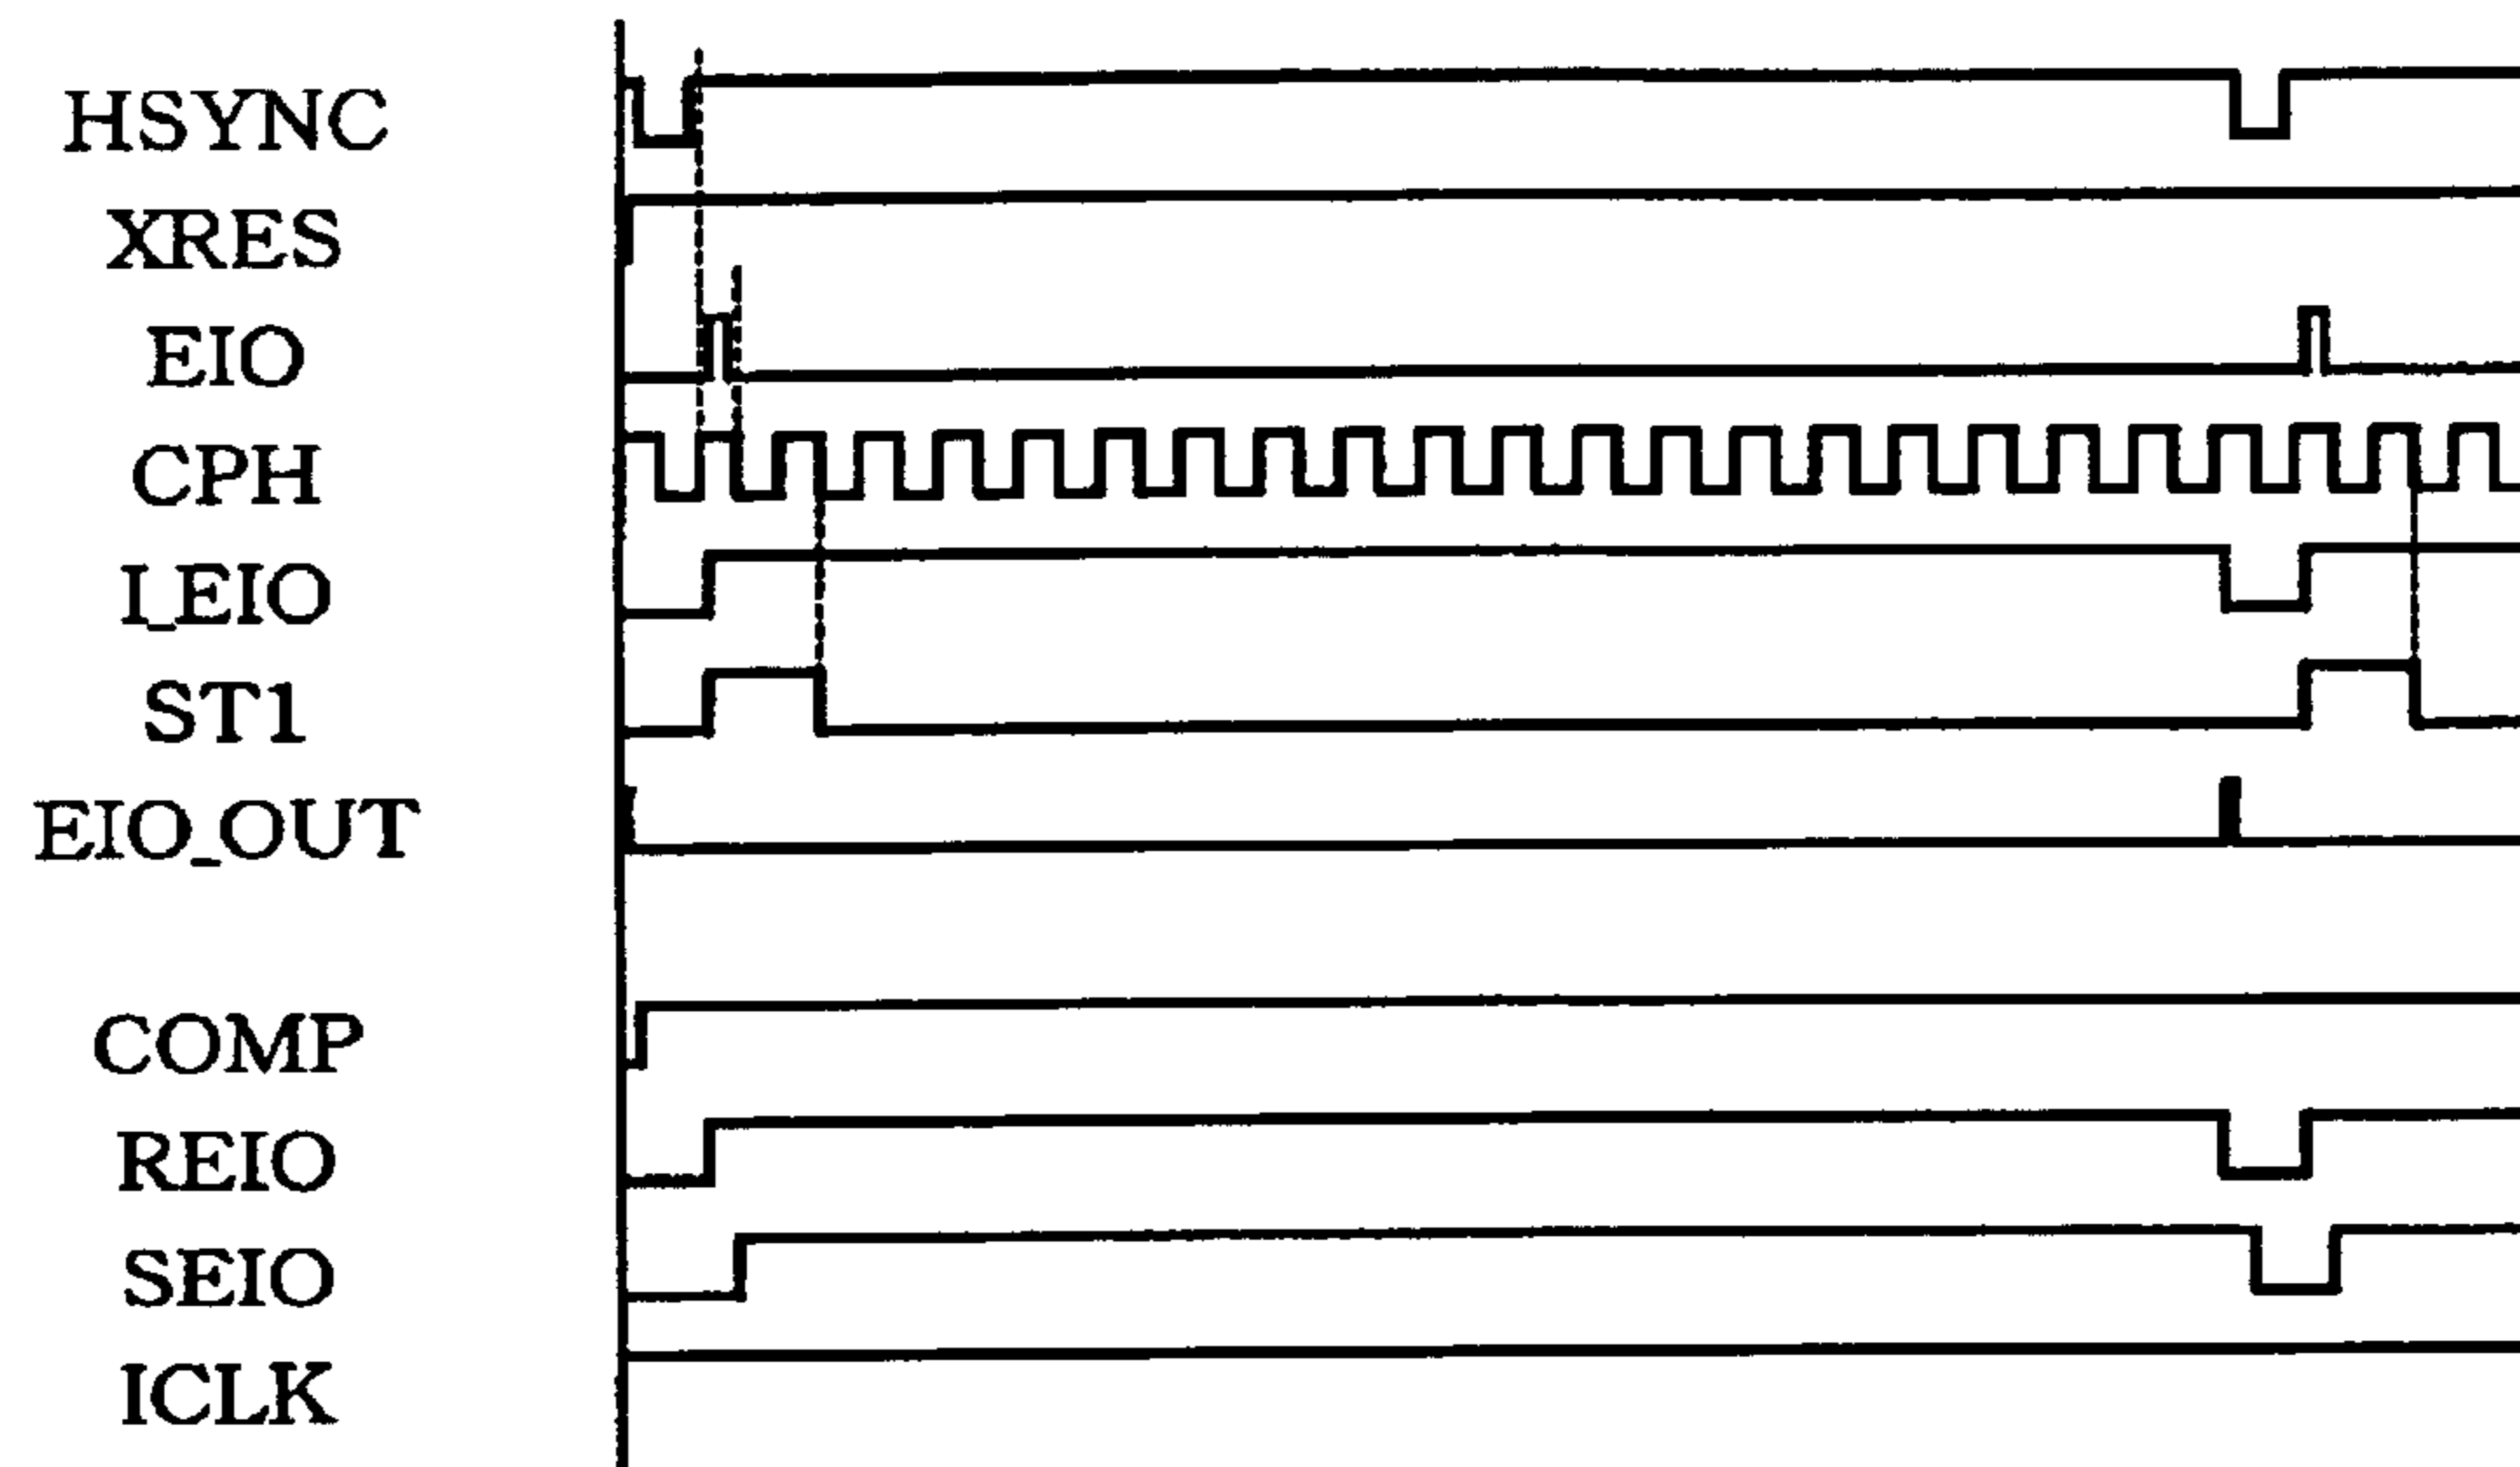 HSYNC
XRES
EIO
CPH
I_EIO
ST1
EIO_OUT
COMP
REIO
SEIO
ICLK